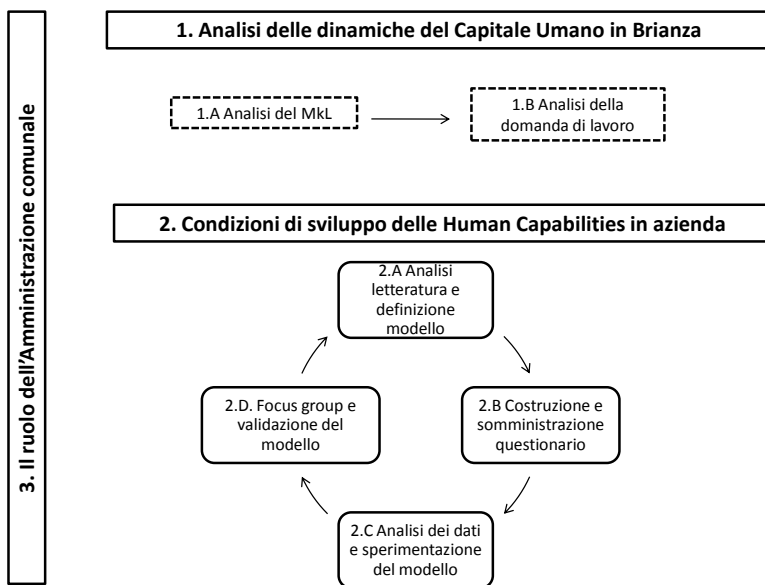 3. Il ruolo dell'Amministrazione comunale
1. Analisi delle dinamiche del Capitale Umano in Brianza
1.A Analisi del MkL
1.B Analisi della
domanda di lavoro
2. Condizioni di sviluppo delle Human Capabilities in azienda
2.A Analisi
letteratura e
definizione
modello
2.B Costruzione e
somministrazione
questionario
2.C Analisi dei dati
e sperimentazione
del modello
2.D. Focus group e
validazione del
modello